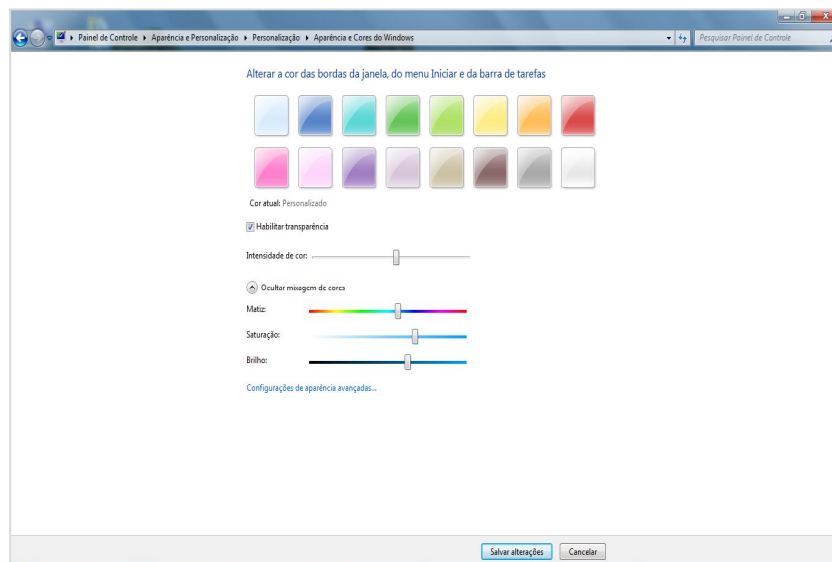 Painel de Controle ▸ Aparência e Personalização ▸ Personalização ▸ Aparência e Cores do Windows
Pesquisar Painel de Controle
Alterar a cor das bordas da janela, do menu Iniciar e da barra de tarefas
Cor atual: Personalizado
Habilitar transparência
Intensidade de cor:
Ocultar mixagem de cores
Matiz:
Saturação:
Brilho:
Configurações de aparência avançadas...
Salvar alterações
Cancelar